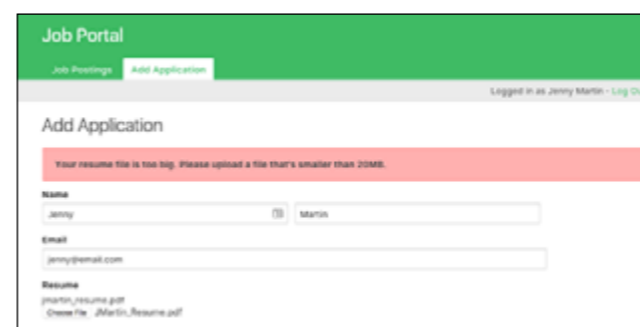 Job Portal
Job Postings Add Application
Logged in as Jenny Martin - Log Ou
Add Application
Your resume file is too big. Please upload a file that's smaller than 20MB.
Name
Jenny Martin
Email
jenny@email.com
Resume
jmartin_resume.pdf
Choose File JMartin_Resume.pdf